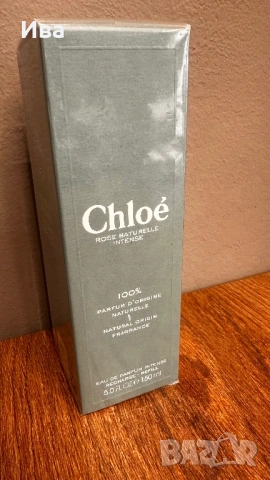 Ива
Chloé
ROSE NATURELLE
INTENSE
100%
PARFUM D'ORIGINE
NATURELLE
NATURAL ORIGIN
FRAGRANCE
EAU DE PARFUM INTENSE
RECHARGE - REFILL
5.0 FL.OZ 150 ml
BAZAR
BG